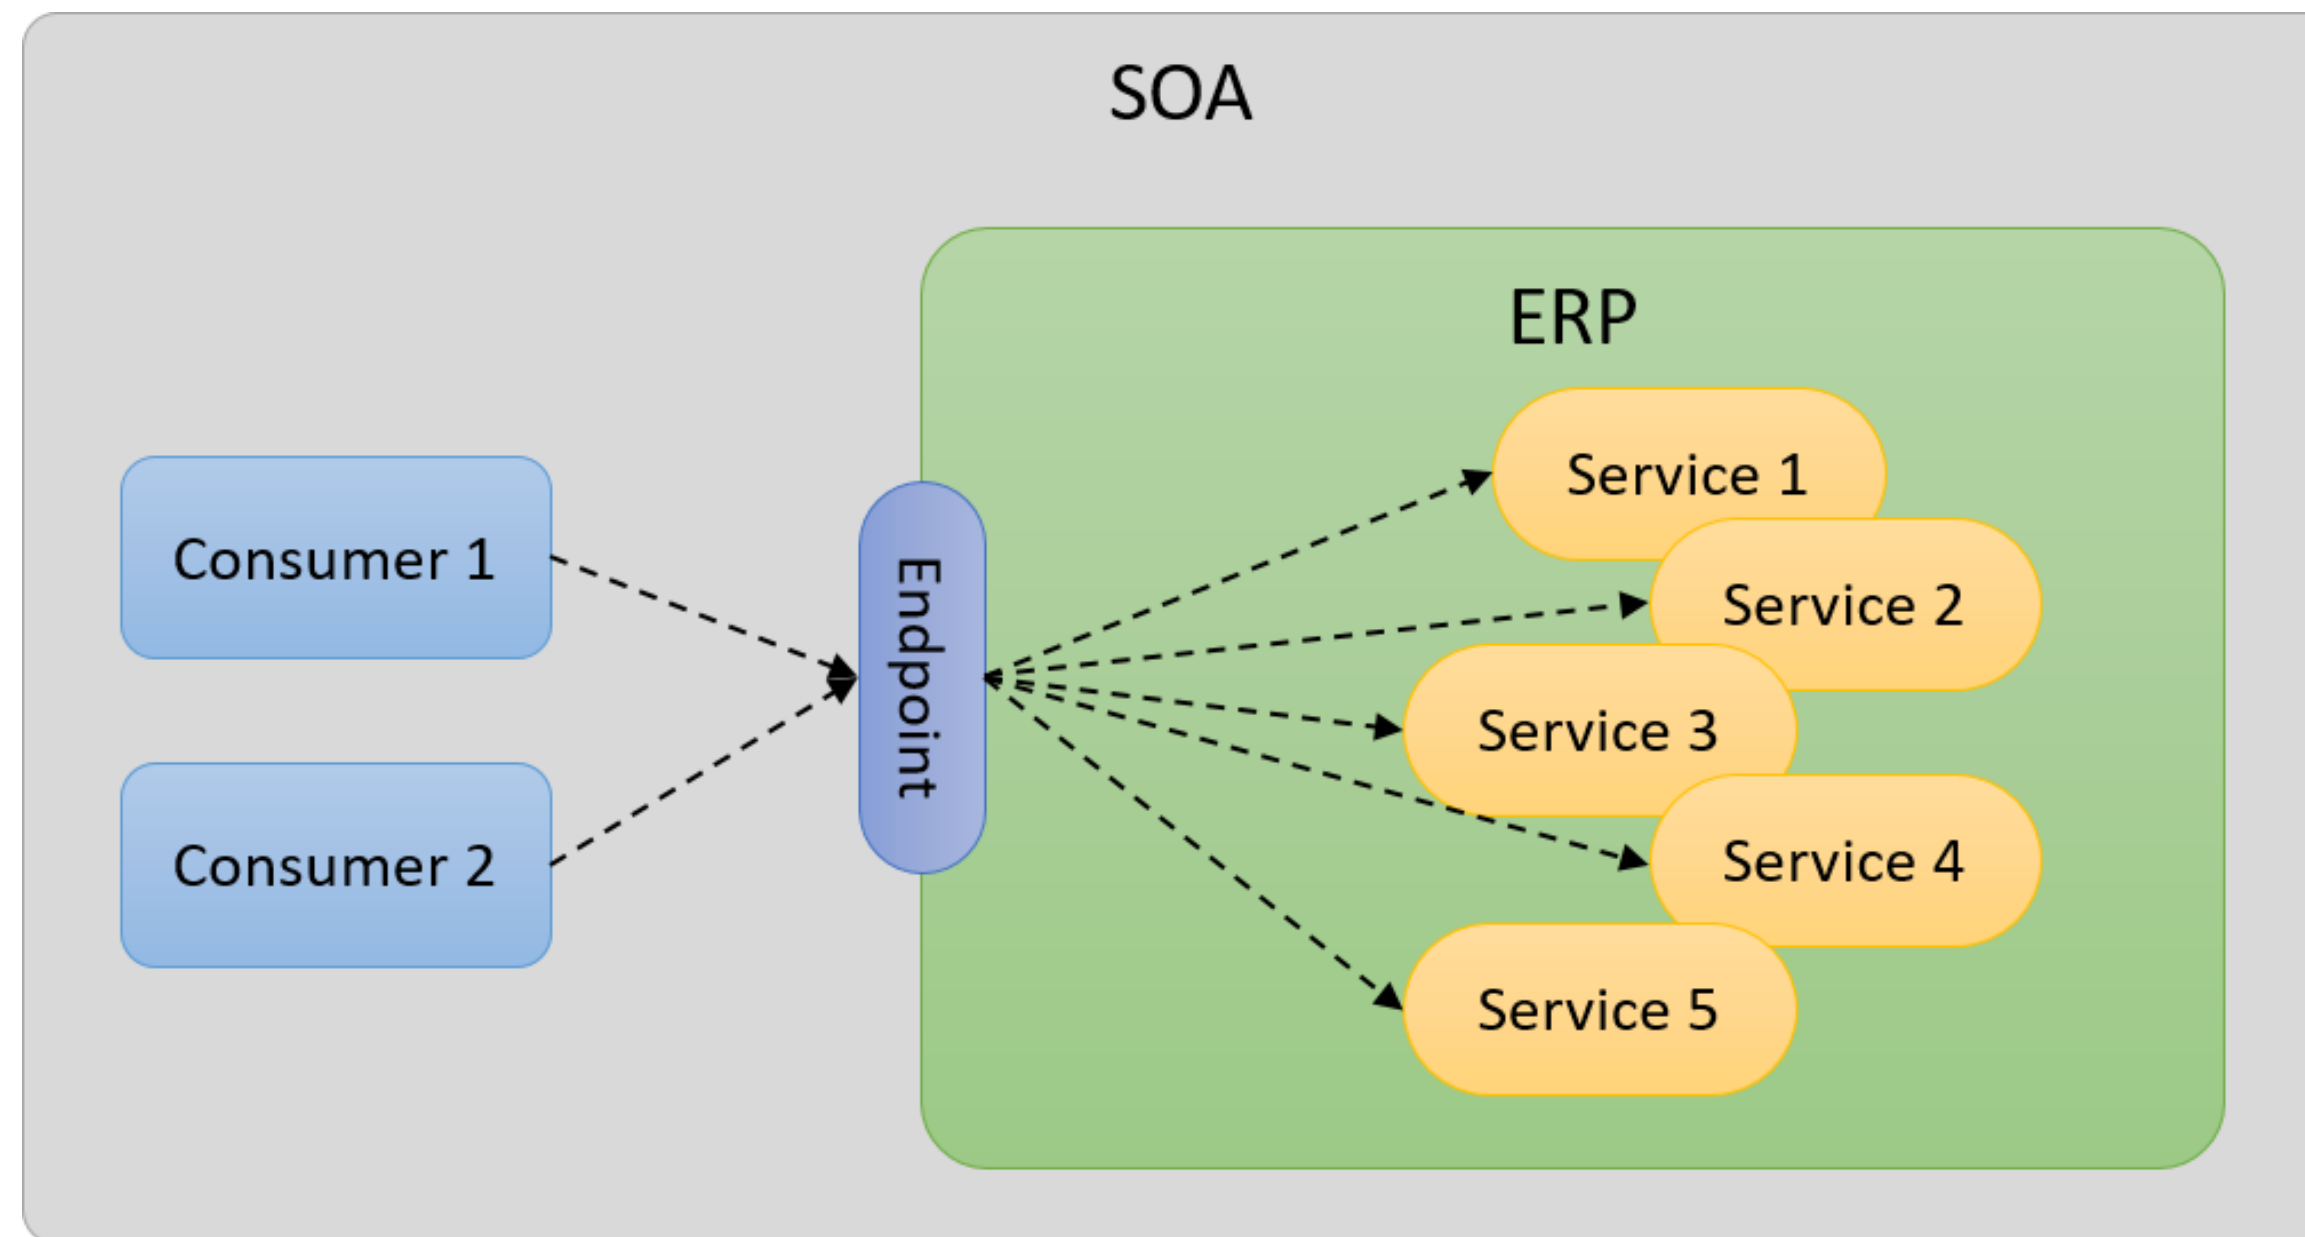 SOA
ERP
Consumer 1
Consumer 2
Endpoint
Service 1
Service 2
Service 3
Service 4
Service 5